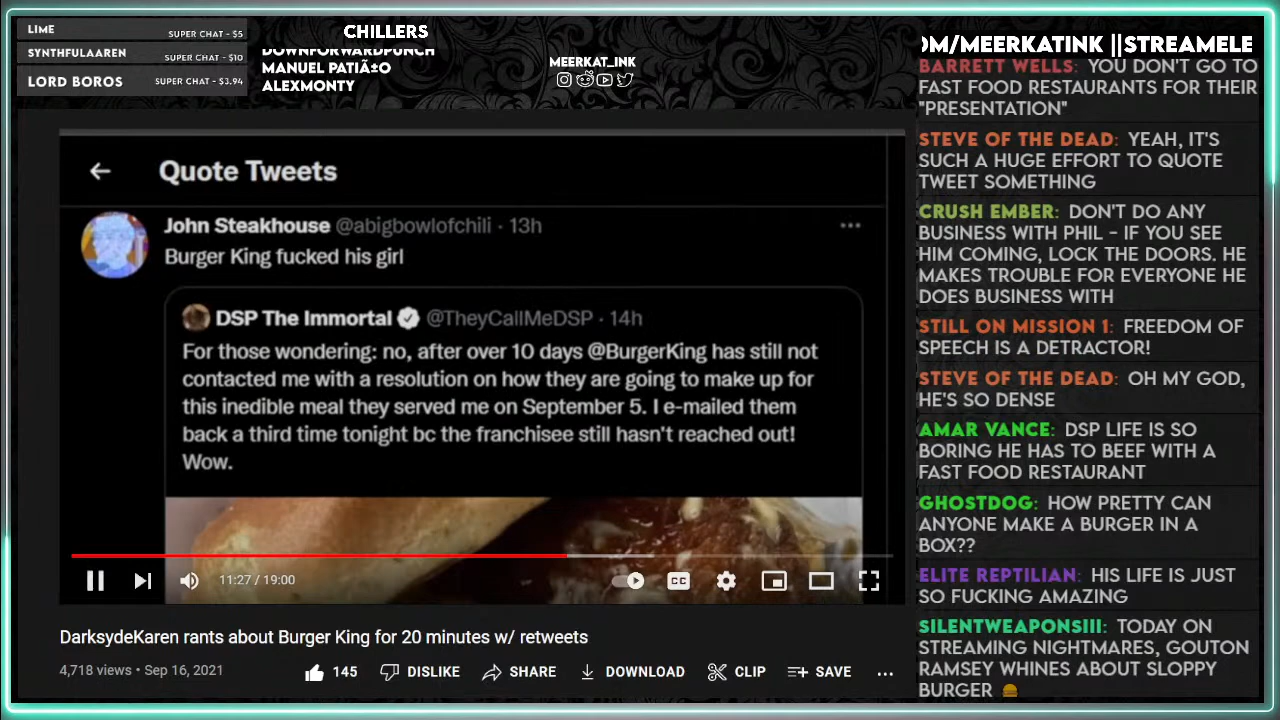 LIME SUPER CHAT - $5
SYNTHFULAAREN SUPER CHAT - $10
LORD BOROS SUPER CHAT - $3.94
CHILLERS
DOWNFORWARDPUNCH
MANUEL PATIÃ±O
ALEXMONTY
MEERKAT_INK
OM/MEERKATINK ||STREAMELE
Quote Tweets
John Steakhouse @abigbowlofchili · 13h
Burger King fucked his girl
DSP The Immortal @TheyCallMeDSP · 14h
For those wondering: no, after over 10 days @BurgerKing has still not
contacted me with a resolution on how they are going to make up for
this inedible meal they served me on September 5. I e-mailed them
back a third time tonight bc the franchisee still hasn't reached out!
Wow.
11:27 / 19:00
CC
DarksydeKaren rants about Burger King for 20 minutes w/ retweets
4,718 views • Sep 16, 2021
145 DISLIKE SHARE DOWNLOAD CLIP SAVE ...
BARRETT WELLS: YOU DON'T GO TO
FAST FOOD RESTAURANTS FOR THEIR
"PRESENTATION"
STEVE OF THE DEAD: YEAH, IT'S
SUCH A HUGE EFFORT TO QUOTE
TWEET SOMETHING
CRUSH EMBER: DON'T DO ANY
BUSINESS WITH PHIL - IF YOU SEE
HIM COMING, LOCK THE DOORS. HE
MAKES TROUBLE FOR EVERYONE HE
DOES BUSINESS WITH
STILL ON MISSION 1: FREEDOM OF
SPEECH IS A DETRACTOR!
STEVE OF THE DEAD: OH MY GOD,
HE'S SO DENSE
AMAR VANCE: DSP LIFE IS SO
BORING HE HAS TO BEEF WITH A
FAST FOOD RESTAURANT
GHOSTDOG: HOW PRETTY CAN
ANYONE MAKE A BURGER IN A
BOX??
ELITE REPTILIAN: HIS LIFE IS JUST
SO FUCKING AMAZING
SILENTWEAPONSIII: TODAY ON
STREAMING NIGHTMARES, GOUTON
RAMSEY WHINES ABOUT SLOPPY
BURGER 🍔